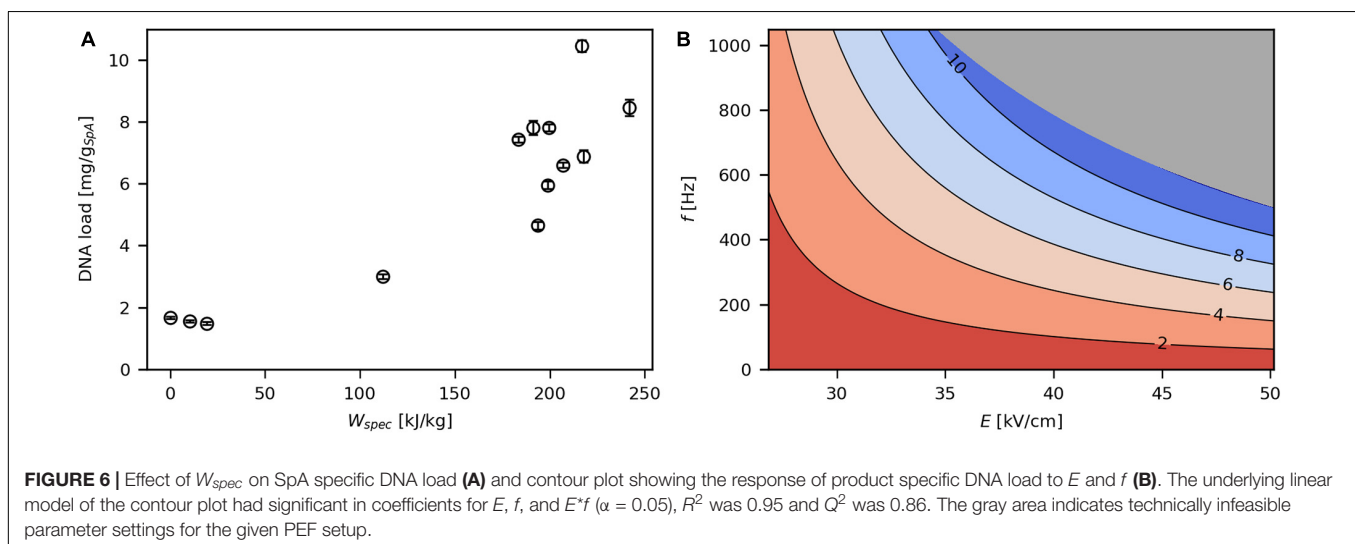 A
DNA load [mg/gSpA]
10
8
6
4
2
0
0 50 100 150 200 250
Wspec [kJ/kg]
B
f [Hz]
1000
800
600
400
200
0
10
8
6
4
2
30 35 40 45 50
E [kV/cm]
FIGURE 6 | Effect of Wspec on SpA specific DNA load (A) and contour plot showing the response of product specific DNA load to E and f (B). The underlying linear
model of the contour plot had significant in coefficients for E, f, and E*f (α = 0.05), R² was 0.95 and Q² was 0.86. The gray area indicates technically infeasible
parameter settings for the given PEF setup.